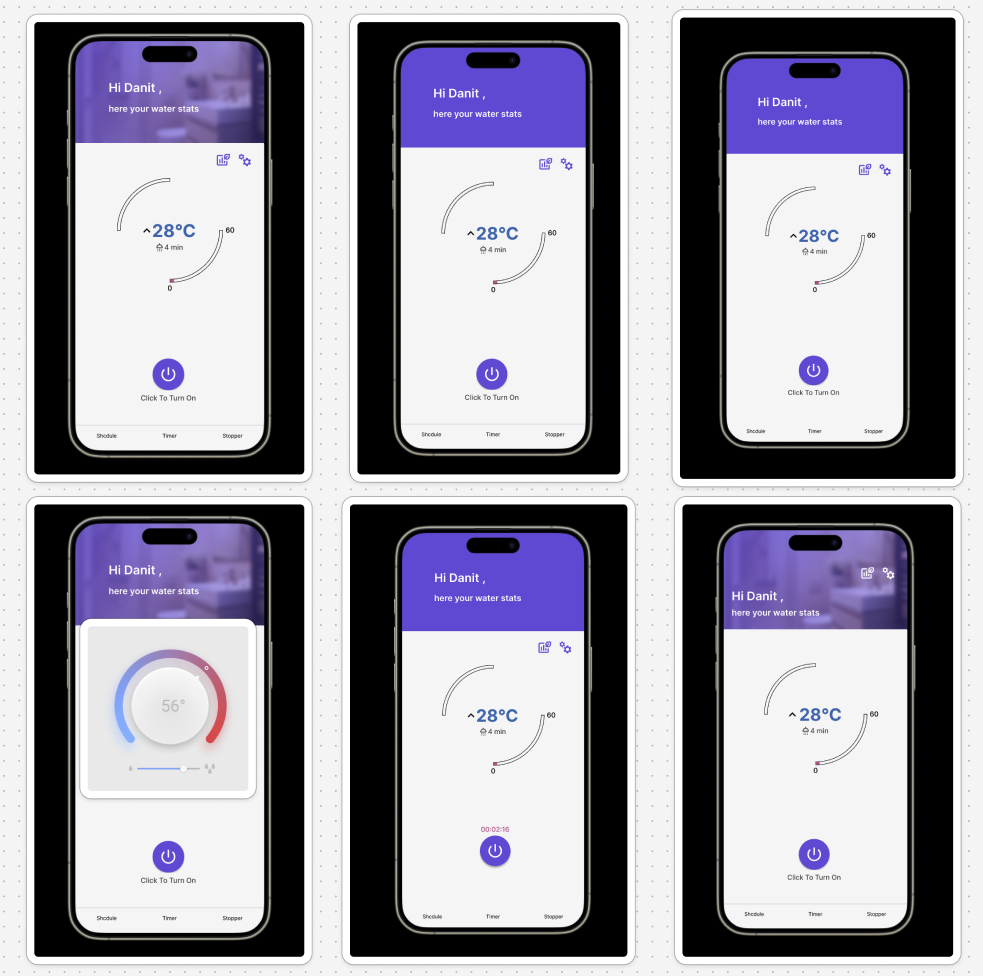 Hi Danit ,
here your water stats
28°C
60
4 min
0
Click To Turn On
Shcdule Timer Stopper
Hi Danit ,
here your water stats
28°C
60
4 min
0
Click To Turn On
Shcdule Timer Stopper
Hi Danit ,
here your water stats
28°C
60
4 min
0
Click To Turn On
Shcdule Timer Stopper
Hi Danit ,
here your water stats
56°
Click To Turn On
Shcdule Timer Stopper
Hi Danit ,
here your water stats
28°C
60
4 min
0
00:02:16
Shcdule Timer Stopper
Hi Danit ,
here your water stats
28°C
60
4 min
0
Click To Turn On
Shcdule Timer Stopper